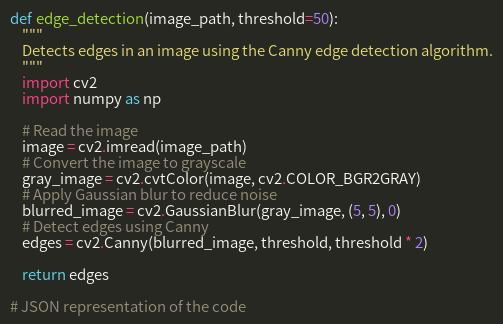 def edge_detection(image_path, threshold=50):
    """
    Detects edges in an image using the Canny edge detection algorithm.
    """
    import cv2
    import numpy as np

    # Read the image
    image = cv2.imread(image_path)
    # Convert the image to grayscale
    gray_image = cv2.cvtColor(image, cv2.COLOR_BGR2GRAY)
    # Apply Gaussian blur to reduce noise
    blurred_image = cv2.GaussianBlur(gray_image, (5, 5), 0)
    # Detect edges using Canny
    edges = cv2.Canny(blurred_image, threshold, threshold * 2)

    return edges

# JSON representation of the code